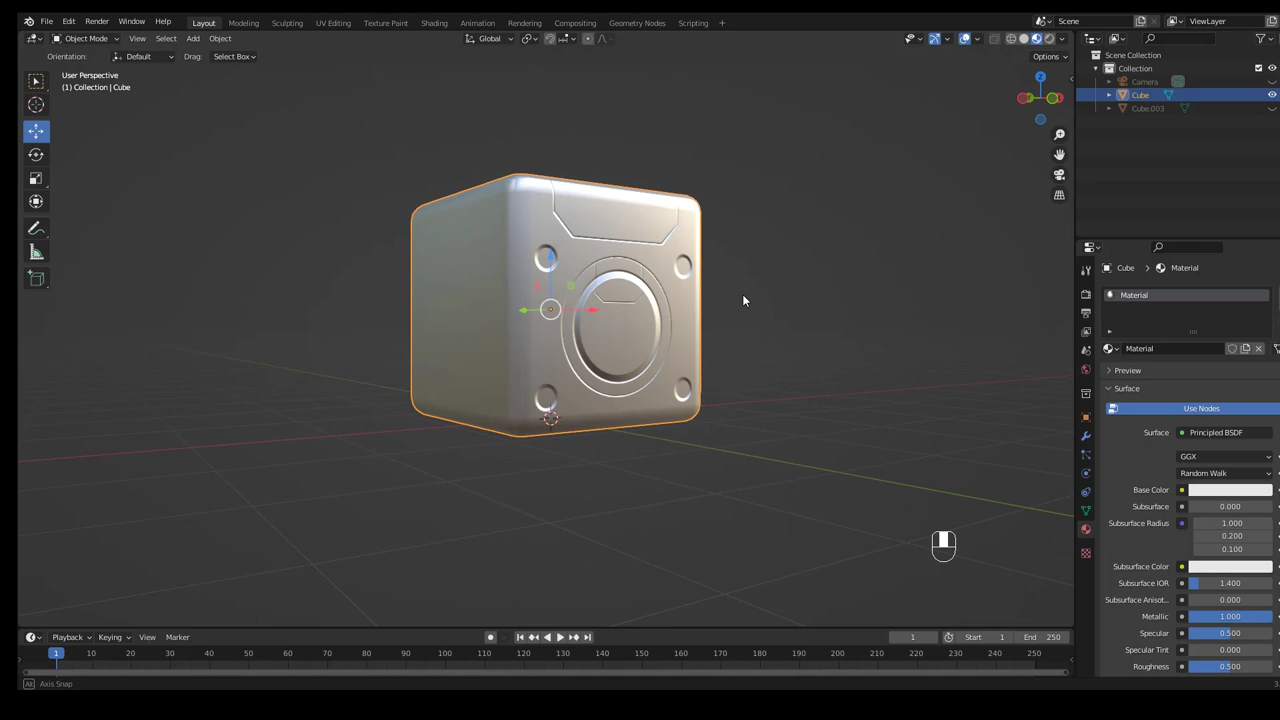 File Edit Render Window Help Layout Modeling Sculpting UV Editing Texture Paint Shading Animation Rendering Compositing Geometry Nodes Scripting + Scene ViewLayer
Object Mode View Select Add Object Global
Orientation: Default Drag: Select Box Options
User Perspective
(1) Collection | Cube
Z
Scene Collection
Collection
Camera
Cube
Cube.003
Cube > Material
Material
Material
Preview
Surface
Use Nodes
Surface Principled BSDF
GGX
Random Walk
Base Color
Subsurface 0.000
Subsurface Radius 1.000
0.200
0.100
Subsurface Color
Subsurface IOR 1.400
Subsurface Anisot... 0.000
Metallic 1.000
Specular 0.500
Specular Tint 0.000
Roughness 0.500
Playback Keying View Marker 1 Start 1 End 250
1 10 20 30 40 50 60 70 80 90 100 110 120 130 140 150 160 170 180 190 200 210 220 230 240 250
Alt Axis Snap 3